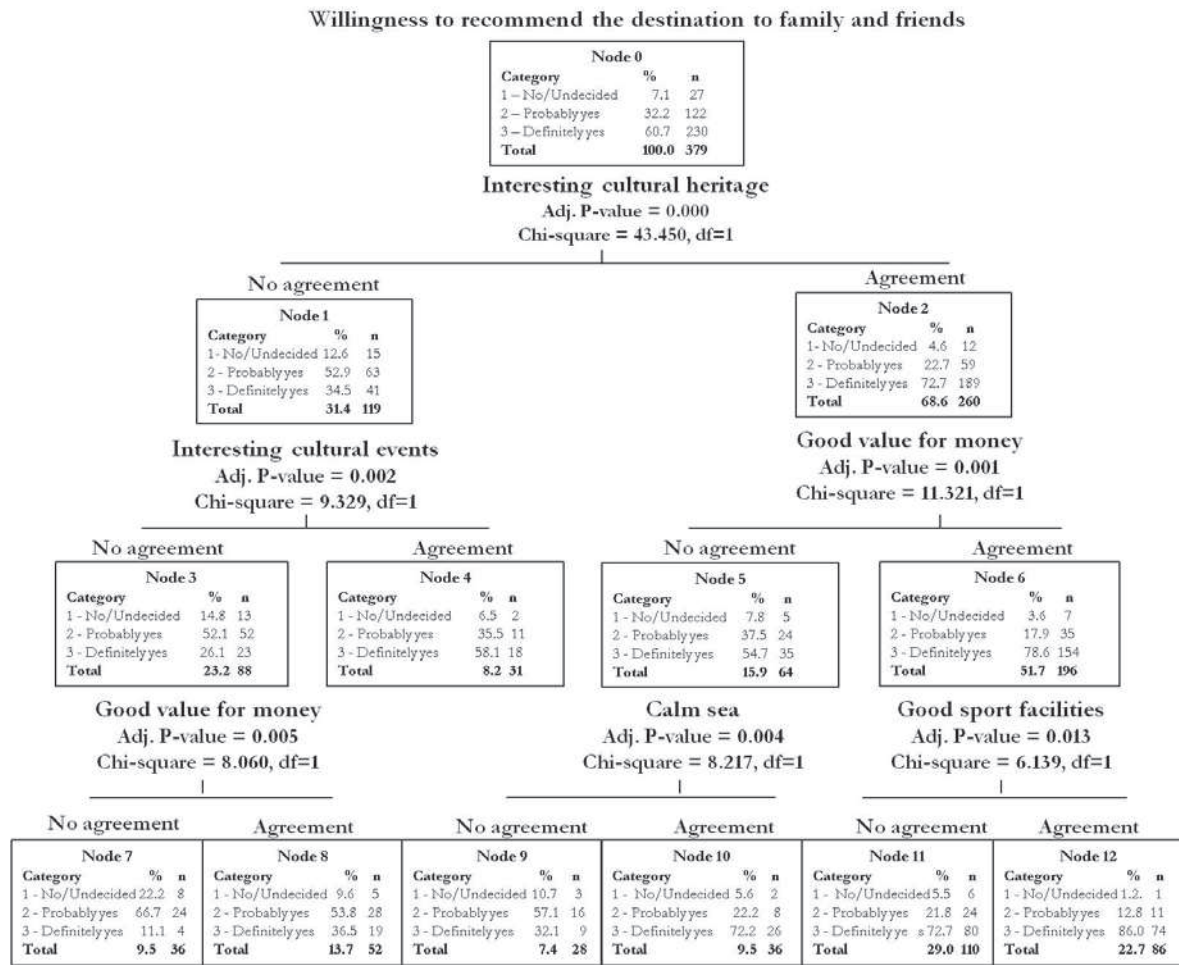 Willingness to recommend the destination to family and friends
Node 0
Category % n
1 – No/Undecided 7.1 27
2 – Probably yes 32.2 122
3 – Definitely yes 60.7 230
Total 100.0 379
Interesting cultural heritage
Adj. P-value = 0.000
Chi-square = 43.450, df=1
No agreement
Node 1
Category % n
1- No/Undecided 12.6 15
2 - Probably yes 52.9 63
3 - Definitely yes 34.5 41
Total 31.4 119
Agreement
Node 2
Category % n
1- No/Undecided 4.6 12
2 - Probably yes 22.7 59
3 - Definitely yes 72.7 189
Total 68.6 260
Interesting cultural events
Adj. P-value = 0.002
Chi-square = 9.329, df=1
Good value for money
Adj. P-value = 0.001
Chi-square = 11.321, df=1
No agreement
Node 3
Category % n
1 - No/Undecided 14.8 13
2 - Probably yes 52.1 52
3 - Definitely yes 26.1 23
Total 23.2 88
Agreement
Node 4
Category % n
1 - No/Undecided 6.5 2
2 - Probably yes 35.5 11
3 - Definitely yes 58.1 18
Total 8.2 31
No agreement
Node 5
Category % n
1 - No/Undecided 7.8 5
2 - Probably yes 37.5 24
3 - Definitely yes 54.7 35
Total 15.9 64
Agreement
Node 6
Category % n
1 - No/Undecided 3.6 7
2 - Probably yes 17.9 35
3 - Definitely yes 78.6 154
Total 51.7 196
Good value for money
Adj. P-value = 0.005
Chi-square = 8.060, df=1
Calm sea
Adj. P-value = 0.004
Chi-square = 8.217, df=1
Good sport facilities
Adj. P-value = 0.013
Chi-square = 6.139, df=1
No agreement
Node 7
Category % n
1 - No/Undecided 22.2 8
2 - Probably yes 66.7 24
3 - Definitely yes 11.1 4
Total 9.5 36
Agreement
Node 8
Category % n
1 - No/Undecided 9.6 5
2 - Probably yes 53.8 28
3 - Definitely yes 36.5 19
Total 13.7 52
No agreement
Node 9
Category % n
1 - No/Undecided 10.7 3
2 - Probably yes 57.1 16
3 - Definitely yes 32.1 9
Total 7.4 28
Agreement
Node 10
Category % n
1 - No/Undecided 5.6 2
2 - Probably yes 22.2 8
3 - Definitely yes 72.2 26
Total 9.5 36
No agreement
Node 11
Category % n
1 - No/Undecided 5.5 6
2 - Probably yes 21.8 24
3 - Definitely yes s 72.7 80
Total 29.0 110
Agreement
Node 12
Category % n
1 - No/Undecided 1.2. 1
2 - Probably yes 12.8 11
3 - Definitely yes 86.0 74
Total 22.7 86